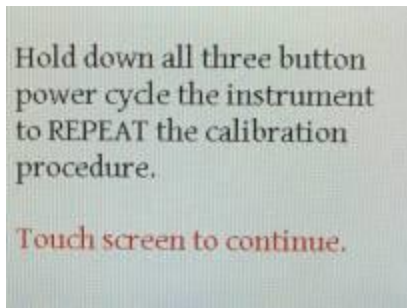 Hold down all three button
power cycle the instrument
to REPEAT the calibration
procedure.
Touch screen to continue.